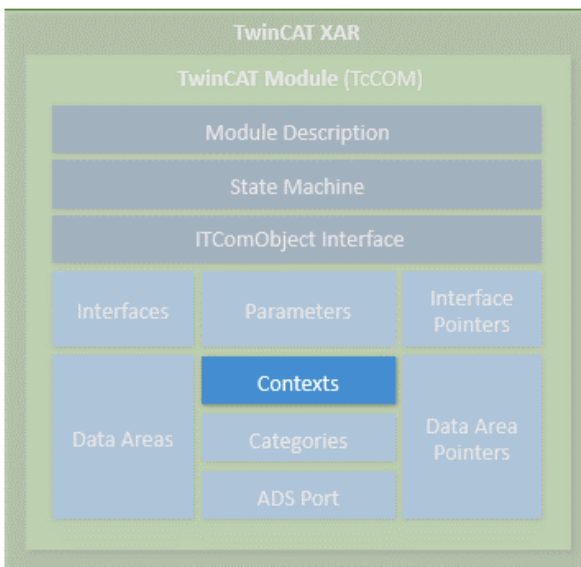 TwinCAT XAR
TwinCAT Module (TcCOM)
Module Description
State Machine
ITComObject Interface
Interfaces
Parameters
Interface
Pointers
Data Areas
Contexts
Categories
ADS Port
Data Area
Pointers